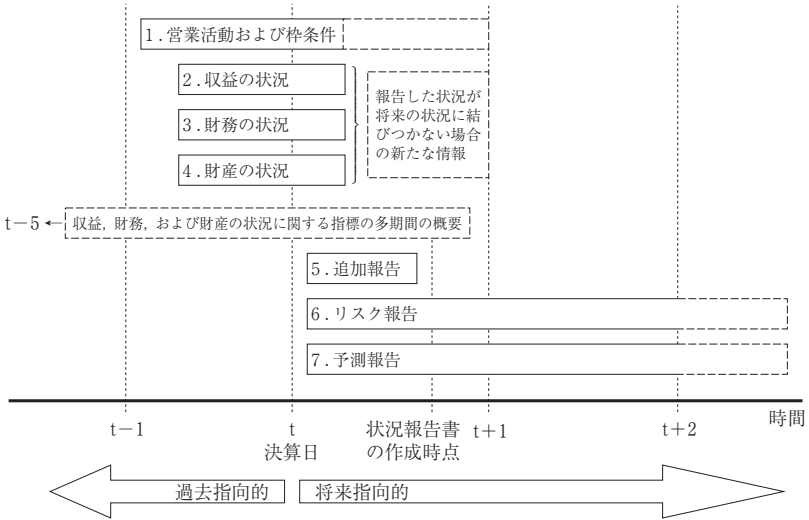 1.営業活動および枠条件
2.収益の状況
3.財務の状況
4.財産の状況
報告した状況が
将来の状況に結
びつかない場合
の新たな情報
t−5
収益, 財務, および財産の状況に関する指標の多期間の概要
5.追加報告
6.リスク報告
7.予測報告
時間
t−1
t
決算日
状況報告書
の作成時点
t+1
t+2
過去指向的
将来指向的